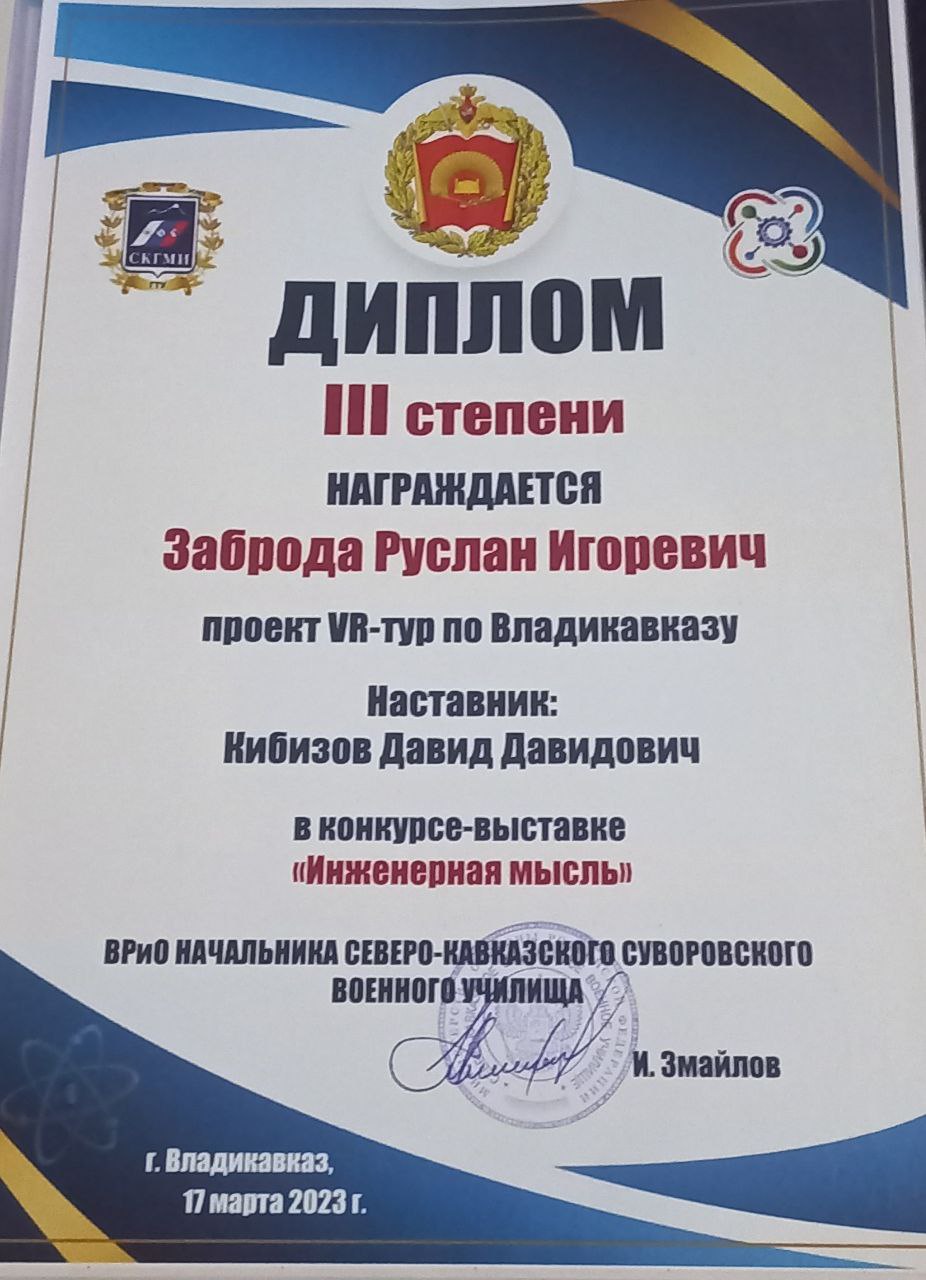 СКГМИ
ГТУ
ДИПЛОМ
III степени
НАГРАЖДАЕТСЯ
Заброда Руслан Игоревич
проект VR-тур по Владикавказу
Наставник:
Кибизов Давид Давидович
в конкурсе-выставке
«Инженерная мысль»
ВРиО НАЧАЛЬНИКА СЕВЕРО-КАВКАЗСКОГО СУВОРОВСКОГО
ВОЕННОГО УЧИЛИЩА
И. Змайлов
г. Владикавказ,
17 марта 2023 г.